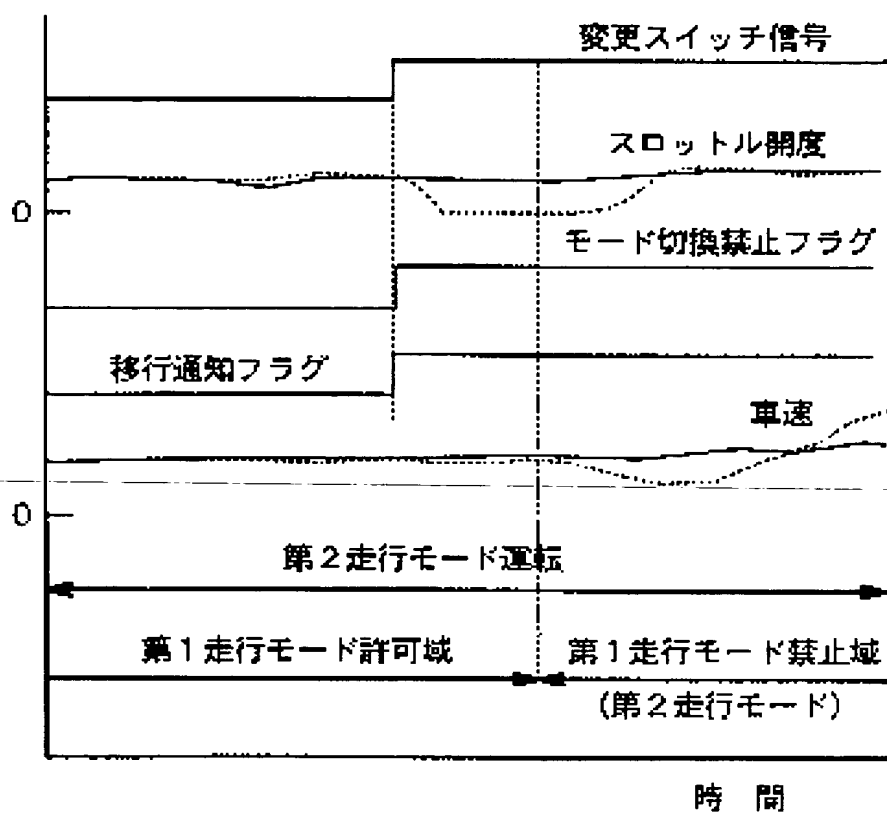 変更スイッチ信号
スロットル開度
0
モード切換禁止フラグ
移行通知フラグ
車速
0
第2走行モード運転
第1走行モード許可域
第1走行モード禁止域
(第2走行モード)
時 間